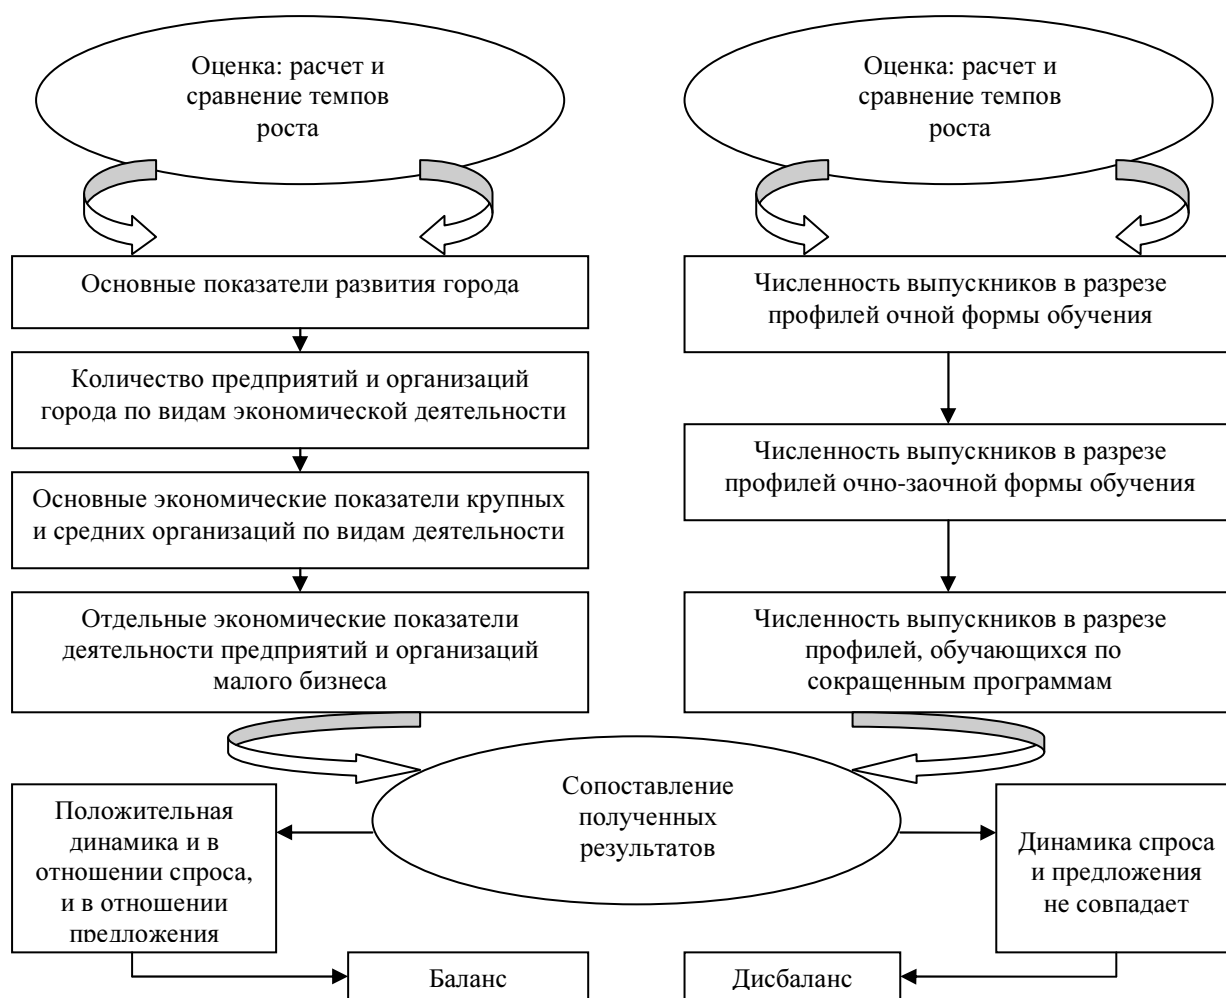 Оценка: расчет и
сравнение темпов
роста
Оценка: расчет и
сравнение темпов
роста
Основные показатели развития города
Количество предприятий и организаций
города по видам экономической деятельности
Основные экономические показатели крупных
и средних организаций по видам деятельности
Отдельные экономические показатели
деятельности предприятий и организаций
малого бизнеса
Численность выпускников в разрезе
профилей очной формы обучения
Численность выпускников в разрезе
профилей очно-заочной формы обучения
Численность выпускников в разрезе
профилей, обучающихся по
сокращенным программам
Сопоставление
полученных
результатов
Положительная
динамика и в
отношении спроса,
и в отношении
предложения
Динамика спроса
и предложения
не совпадает
Баланс
Дисбаланс